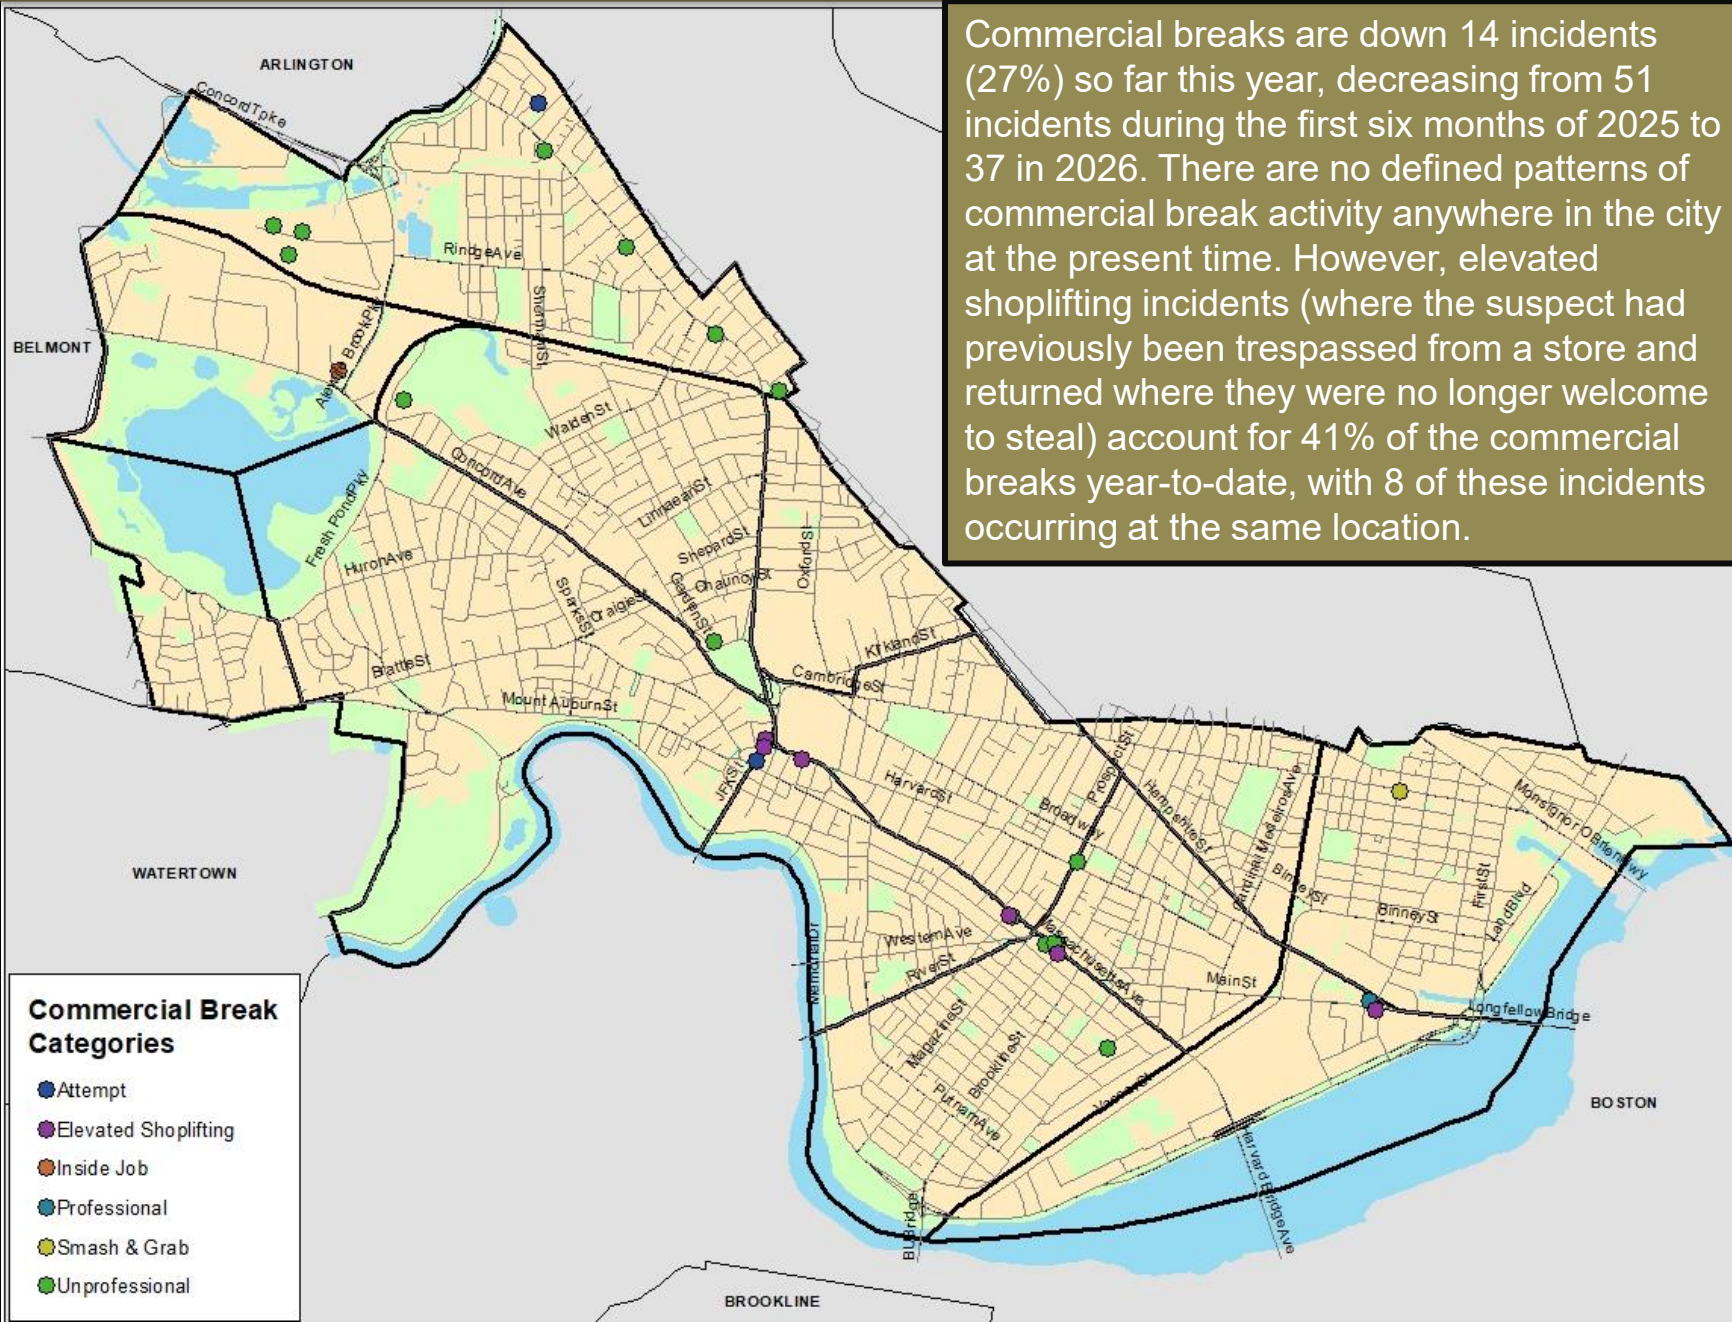 Commercial breaks are down 14 incidents
(27%) so far this year, decreasing from 51
incidents during the first six months of 2025 to
37 in 2026. There are no defined patterns of
commercial break activity anywhere in the city
at the present time. However, elevated
shoplifting incidents (where the suspect had
previously been trespassed from a store and
returned where they were no longer welcome
to steal) account for 41% of the commercial
breaks year-to-date, with 8 of these incidents
occurring at the same location.
ARLINGTON
Concord Tpke
Rindge Ave
Sherman St
BELMONT
Brook Pky
Walden St
Concord Ave
Linnaean St
Fresh Pond Pky
Shepard St
Oxford St
Huron Ave
Chauncy St
Garden St
Sparks St
Craigie St
Kirkland St
Brattle St
Cambridge St
Mount Auburn St
JFK St
Harvard St
Prospect St
Broadway
Hampshire St
Cardinal Medeiros Ave
Monsignor OBrien Hwy
WATERTOWN
Binney St
Binney St
First St
Land Blvd
Western Ave
River St
Massachusetts Ave
Main St
Memorial Dr
Longfellow Bridge
Magazine St
Brookline St
Putnam Ave
Vassar St
BOSTON
Harvard Bridge Ave
BU Bridge
BROOKLINE
Commercial Break
Categories
Attempt
Elevated Shoplifting
Inside Job
Professional
Smash & Grab
Unprofessional